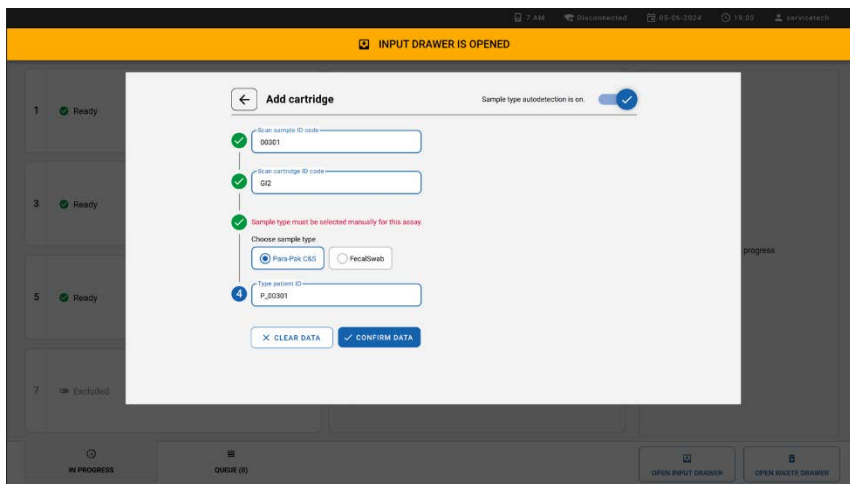 7 AM Disconnected 05-06-2024 19:03 servicetech
INPUT DRAWER IS OPENED
Add cartridge
Sample type autodetection is on.
1 Ready
Scan sample ID code
00301
Scan cartridge ID code
GI2
3 Ready
Sample type must be selected manually for this assay.
Choose sample type
Para-Pak C&S FecalSwab
progress
4 Type patient ID
P_00301
5 Ready
CLEAR DATA CONFIRM DATA
7 Excluded
IN PROGRESS
QUEUE (0)
OPEN INPUT DRAWER
OPEN WASTE DRAWER